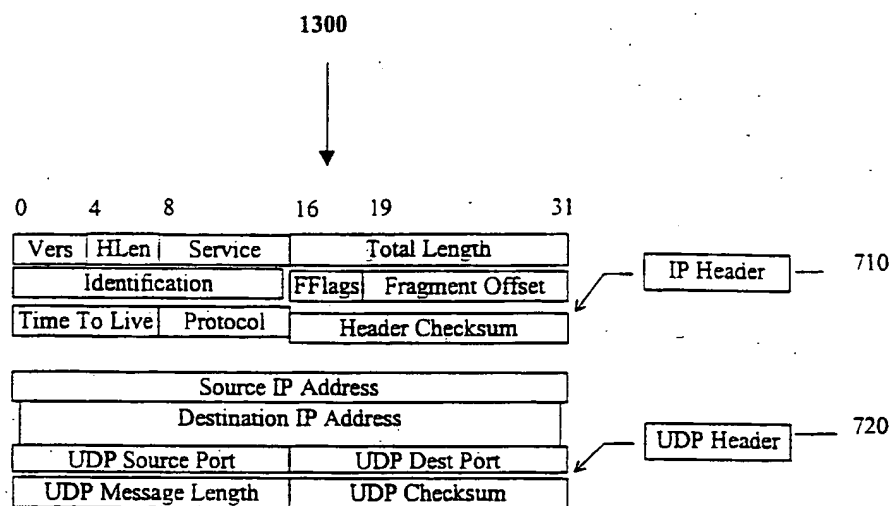 1300
0 4 8 16 19 31
Vers HLen Service Total Length
Identification FFlags Fragment Offset
Time To Live Protocol Header Checksum
IP Header 710
Source IP Address
Destination IP Address
UDP Source Port UDP Dest Port
UDP Message Length UDP Checksum
UDP Header 720